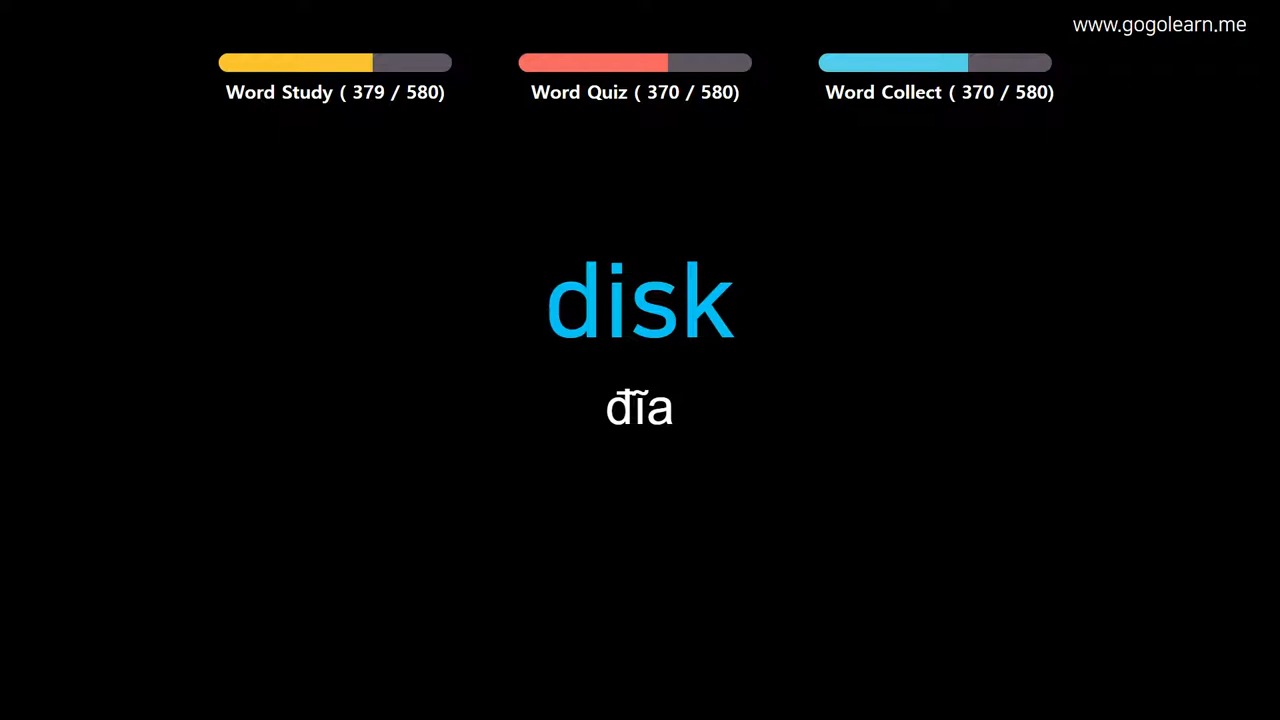 www.gogolearn.me
Word Study ( 379 / 580)
Word Quiz ( 370 / 580)
Word Collect ( 370 / 580)
disk
đĩa